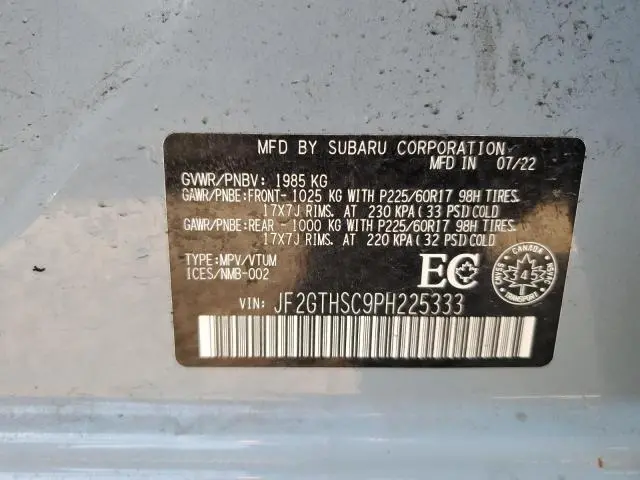 MFD BY SUBARU CORPORATION
MFD IN 07/22
GVWR/PNBV: 1985 KG
GAWR/PNBE:FRONT-1025 KG WITH P225/60R17 98H TIRES.
17X7J RIMS. AT 230 KPA(33 PSI)COLD
GAWR/PNBE:REAR -1000 KG WITH P225/60R17 98H TIRES.
17X7J RIMS. AT 220 KPA(32 PSI)COLD
TYPE:MPV/VTUM
ICES/NMB-002
EC
CANADA
CMVSS 145 NSVAC
TRANSPORT
VIN: JF2GTHSC9PH225333